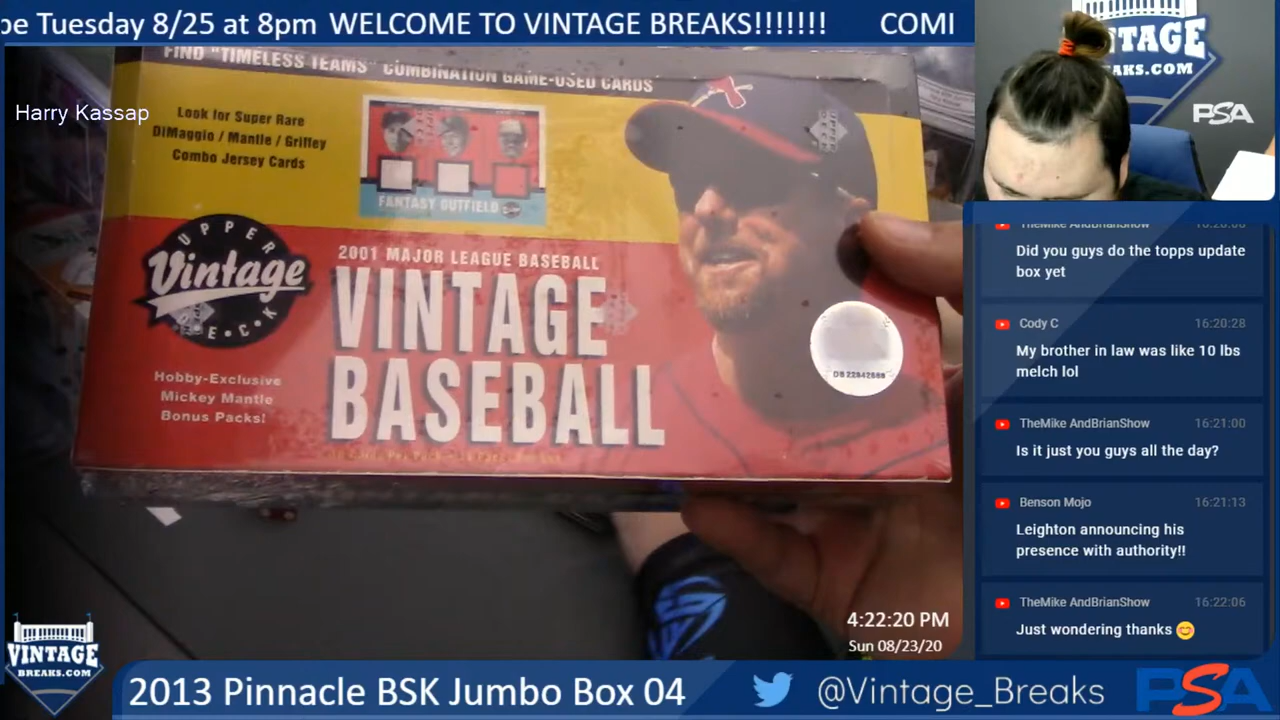 pe Tuesday 8/25 at 8pm WELCOME TO VINTAGE BREAKS!!!!!!! COMI
FIND "TIMELESS TEAMS" COMBINATION GAME-USED CARDS
Harry Kassap
Look for Super Rare
DiMaggio / Mantle / Griffey
Combo Jersey Cards
FANTASY OUTFIELD
UPPER
Vintage
DECK
2001 MAJOR LEAGUE BASEBALL
VINTAGE
BASEBALL
Hobby-Exclusive
Mickey Mantle
Bonus Packs!
VINTAGE
BREAKS.COM
PSA
TheMike AndBrianShow
Did you guys do the topps update
box yet
Cody C 16:20:28
My brother in law was like 10 lbs
melch lol
TheMike AndBrianShow 16:21:00
Is it just you guys all the day?
Benson Mojo 16:21:13
Leighton announcing his
presence with authority!!
TheMike AndBrianShow 16:22:06
Just wondering thanks 😊
4:22:20 PM
Sun 08/23/20
VINTAGE
BREAKS.COM
2013 Pinnacle BSK Jumbo Box 04
@Vintage_Breaks
PSA